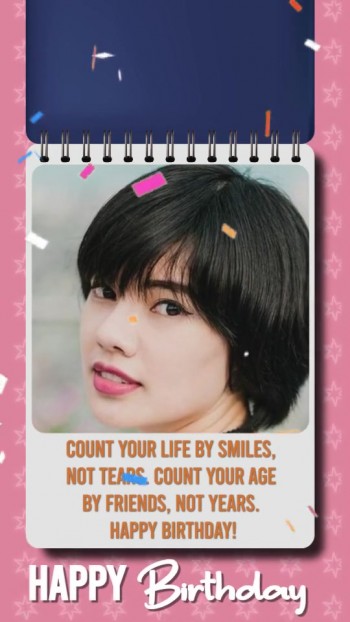 COUNT YOUR LIFE BY SMILES,
NOT TEARS. COUNT YOUR AGE
BY FRIENDS, NOT YEARS.
HAPPY BIRTHDAY!
HAPPY Birthday